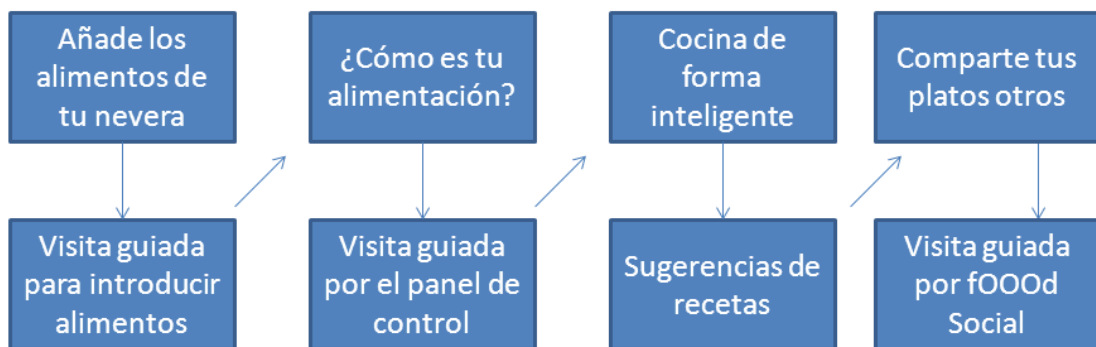 Añade los
alimentos de
tu nevera
Visita guiada
para introducir
alimentos
¿Cómo es tu
alimentación?
Visita guiada
por el panel de
control
Cocina de
forma
inteligente
Sugerencias de
recetas
Comparte tus
platos otros
Visita guiada
por fOOOd
Social